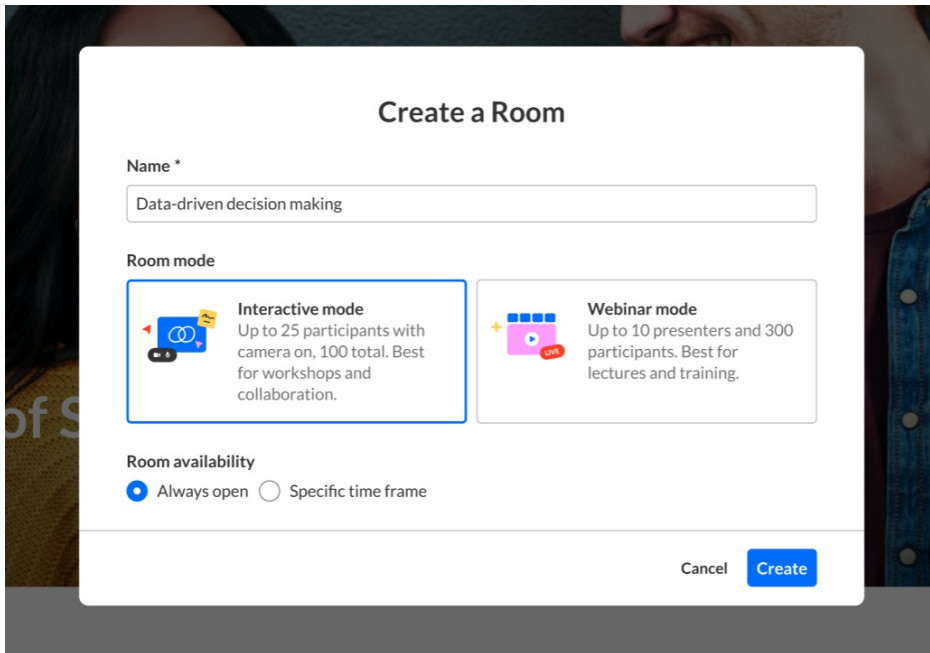 Create a Room
Name *
Data-driven decision making
Room mode
Interactive mode
Up to 25 participants with
camera on, 100 total. Best
for workshops and
collaboration.
LIVE
Webinar mode
Up to 10 presenters and 300
participants. Best for
lectures and training.
of S
Room availability
Always open Specific time frame
Cancel Create